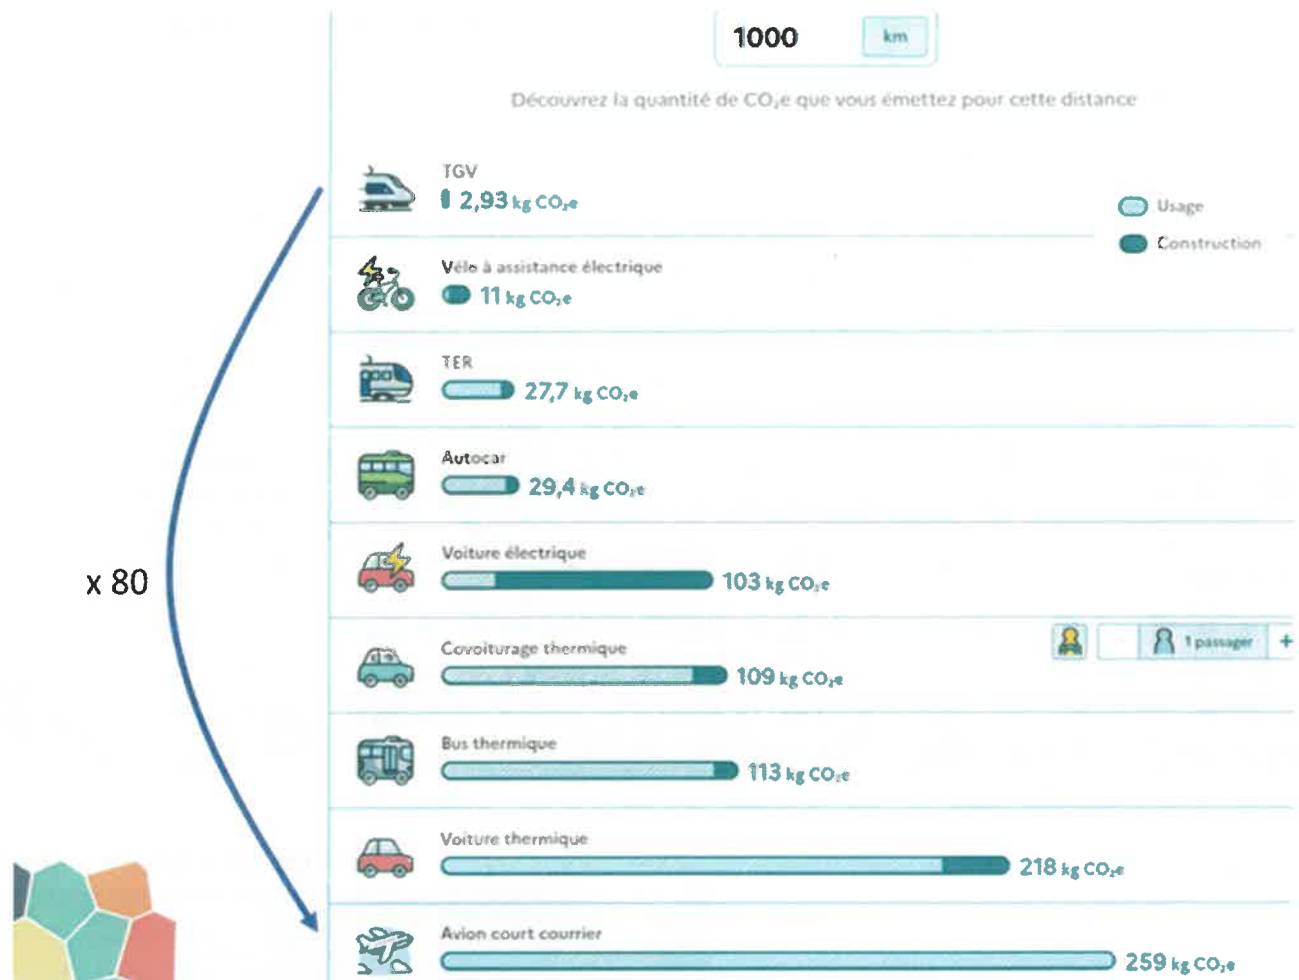 1000 km
Découvrez la quantité de CO₂e que vous émettez pour cette distance
TGV
2,93 kg CO₂e
Usage
Construction
Vélo à assistance électrique
11 kg CO₂e
TER
27,7 kg CO₂e
Autocar
29,4 kg CO₂e
Voiture électrique
103 kg CO₂e
x 80
Covoiturage thermique
1 passager +
109 kg CO₂e
Bus thermique
113 kg CO₂e
Voiture thermique
218 kg CO₂e
Avion court courrier
259 kg CO₂e